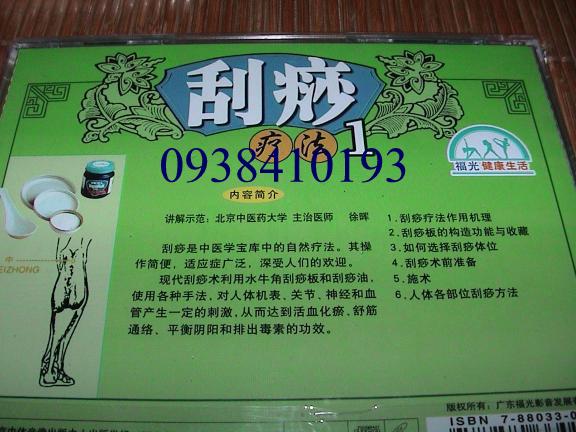 刮痧
疗法1
0938410193
福光 健康生活
内容简介
讲解示范：北京中医药大学 主治医师 徐晖
刮痧是中医学宝库中的自然疗法。其操
作简便，适应症广泛，深受人们的欢迎。
现代刮痧术利用水牛角刮痧板和刮痧油，
使用各种手法，对人体机表、关节、神经和血
管产生一定的刺激，从而达到活血化瘀、舒筋
通络、平衡阴阳和排出毒素的功效。
1.刮痧疗法作用机理
2.刮痧板的构造功能与收藏
3.如何选择刮痧体位
4.刮痧术前准备
5.施术
6.人体各部位刮痧方法
中
EIZHONG
版权所有：广东福光影音发展有
ISBN 7-88033-0